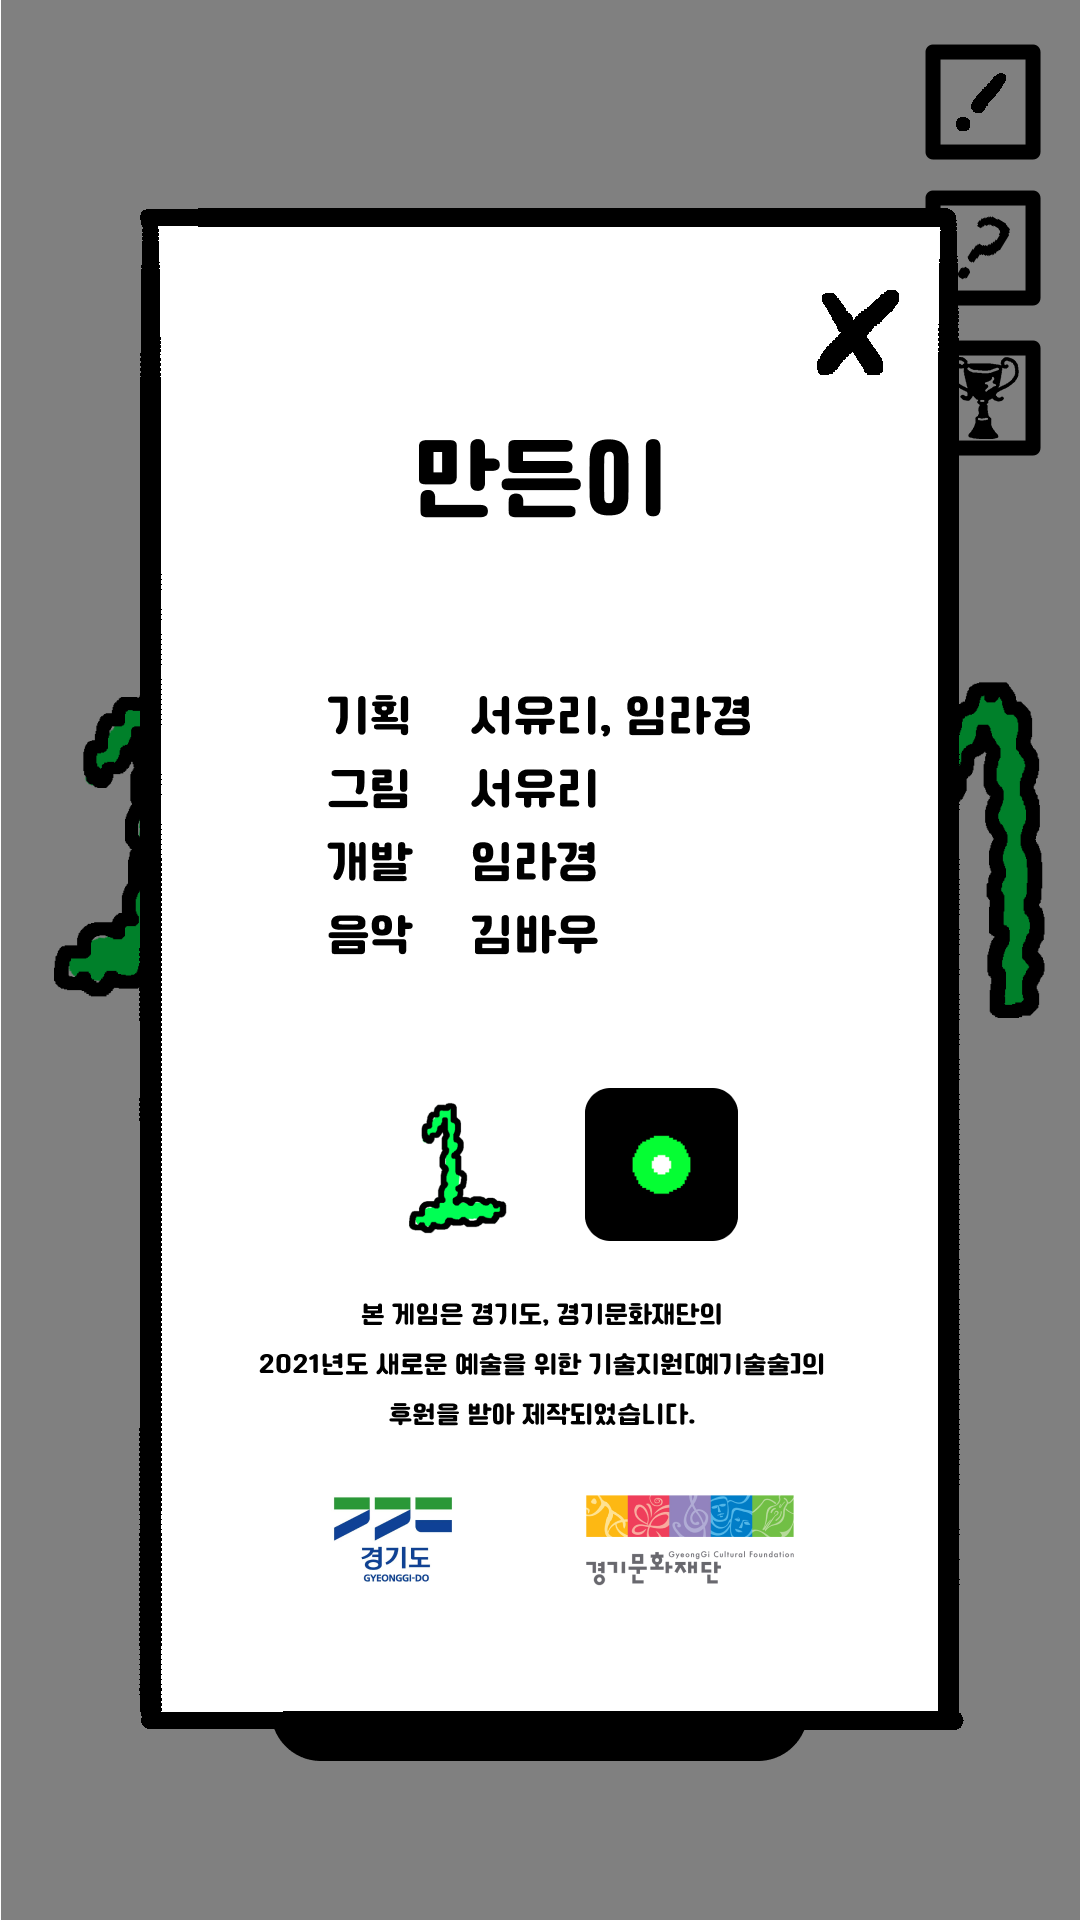 !
?
X
만든이
기획 서유리, 임라경
그림 서유리
개발 임라경
음악 김바우
1
본 게임은 경기도, 경기문화재단의
2021년도 새로운 예술을 위한 기술지원[예기술술]의
후원을 받아 제작되었습니다.
경기도
GYEONGGI-DO
GyeongGi Cultural Foundation
경기문화재단